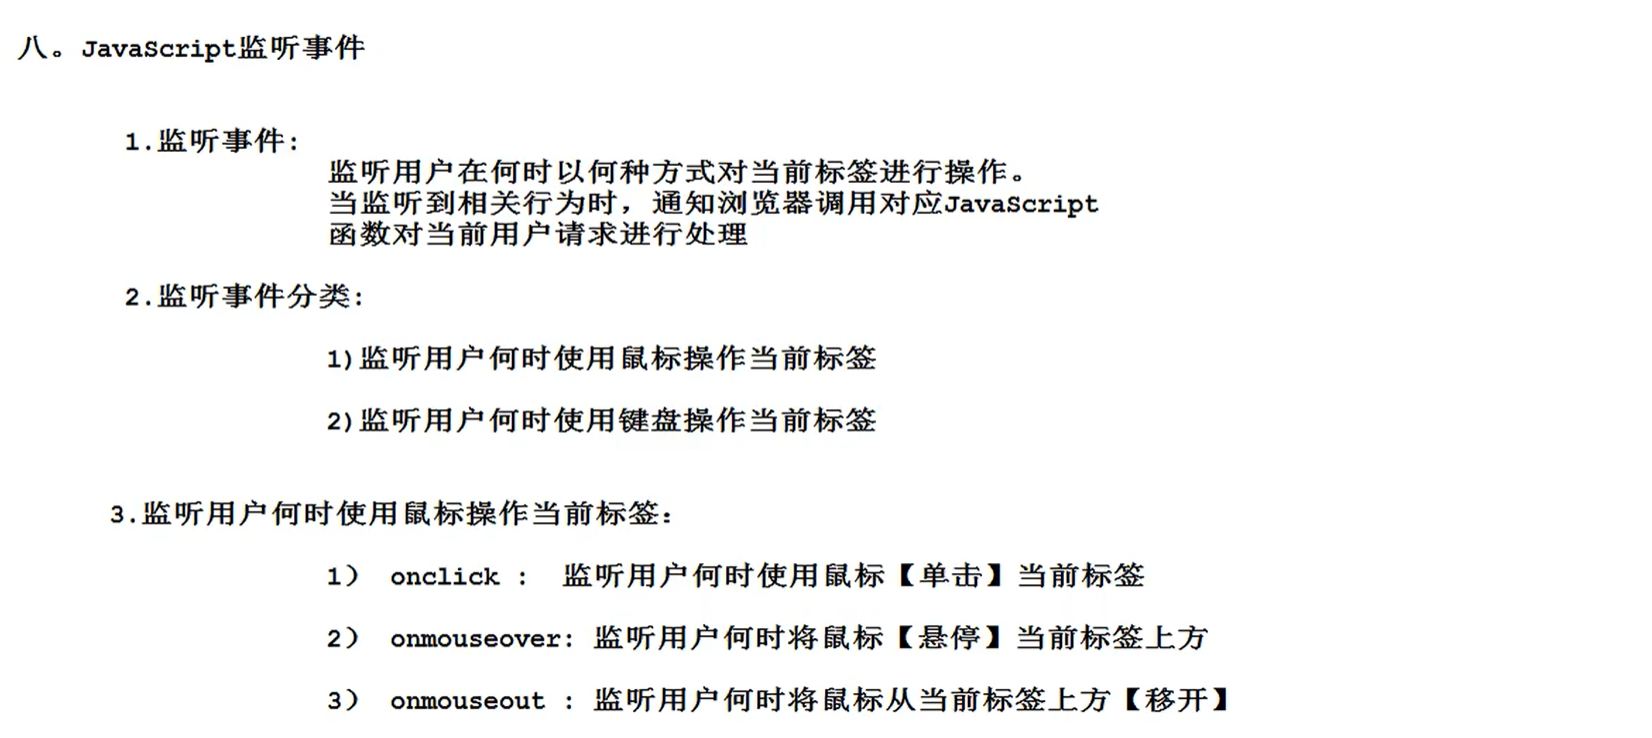 八。JavaScript监听事件
1.监听事件:
监听用户在何时以何种方式对当前标签进行操作。
当监听到相关行为时，通知浏览器调用对应JavaScript
函数对当前用户请求进行处理
2.监听事件分类:
1)监听用户何时使用鼠标操作当前标签
2)监听用户何时使用键盘操作当前标签
3.监听用户何时使用鼠标操作当前标签：
1） onclick : 监听用户何时使用鼠标【单击】当前标签
2） onmouseover: 监听用户何时将鼠标【悬停】当前标签上方
3） onmouseout : 监听用户何时将鼠标从当前标签上方【移开】